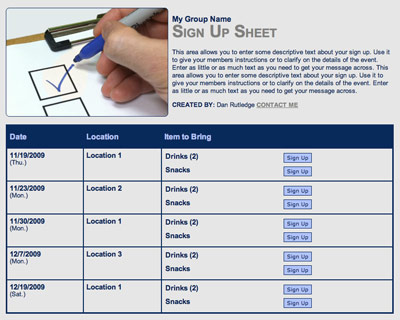 My Group Name
SIGN UP SHEET
This area allows you to enter some descriptive text about your sign up. Use it
to give your members instructions or to clarify on the details of the event.
Enter as little or as much text as you need to get your message across. This
area allows you to enter some descriptive text about your sign up. Use it to
give your members instructions or to clarify on the details of the event. Enter
as little or as much text as you need to get your message across.
CREATED BY: Dan Rutledge CONTACT ME
Date Location Item to Bring
11/19/2009 Location 1 Drinks (2) Sign Up
(Thu.)
Snacks Sign Up
11/23/2009 Location 2 Drinks (2) Sign Up
(Mon.)
Snacks Sign Up
11/30/2009 Location 1 Drinks (2) Sign Up
(Mon.)
Snacks Sign Up
12/7/2009 Location 3 Drinks (2) Sign Up
(Mon.)
Snacks Sign Up
12/19/2009 Location 1 Drinks (2) Sign Up
(Sat.)
Snacks Sign Up